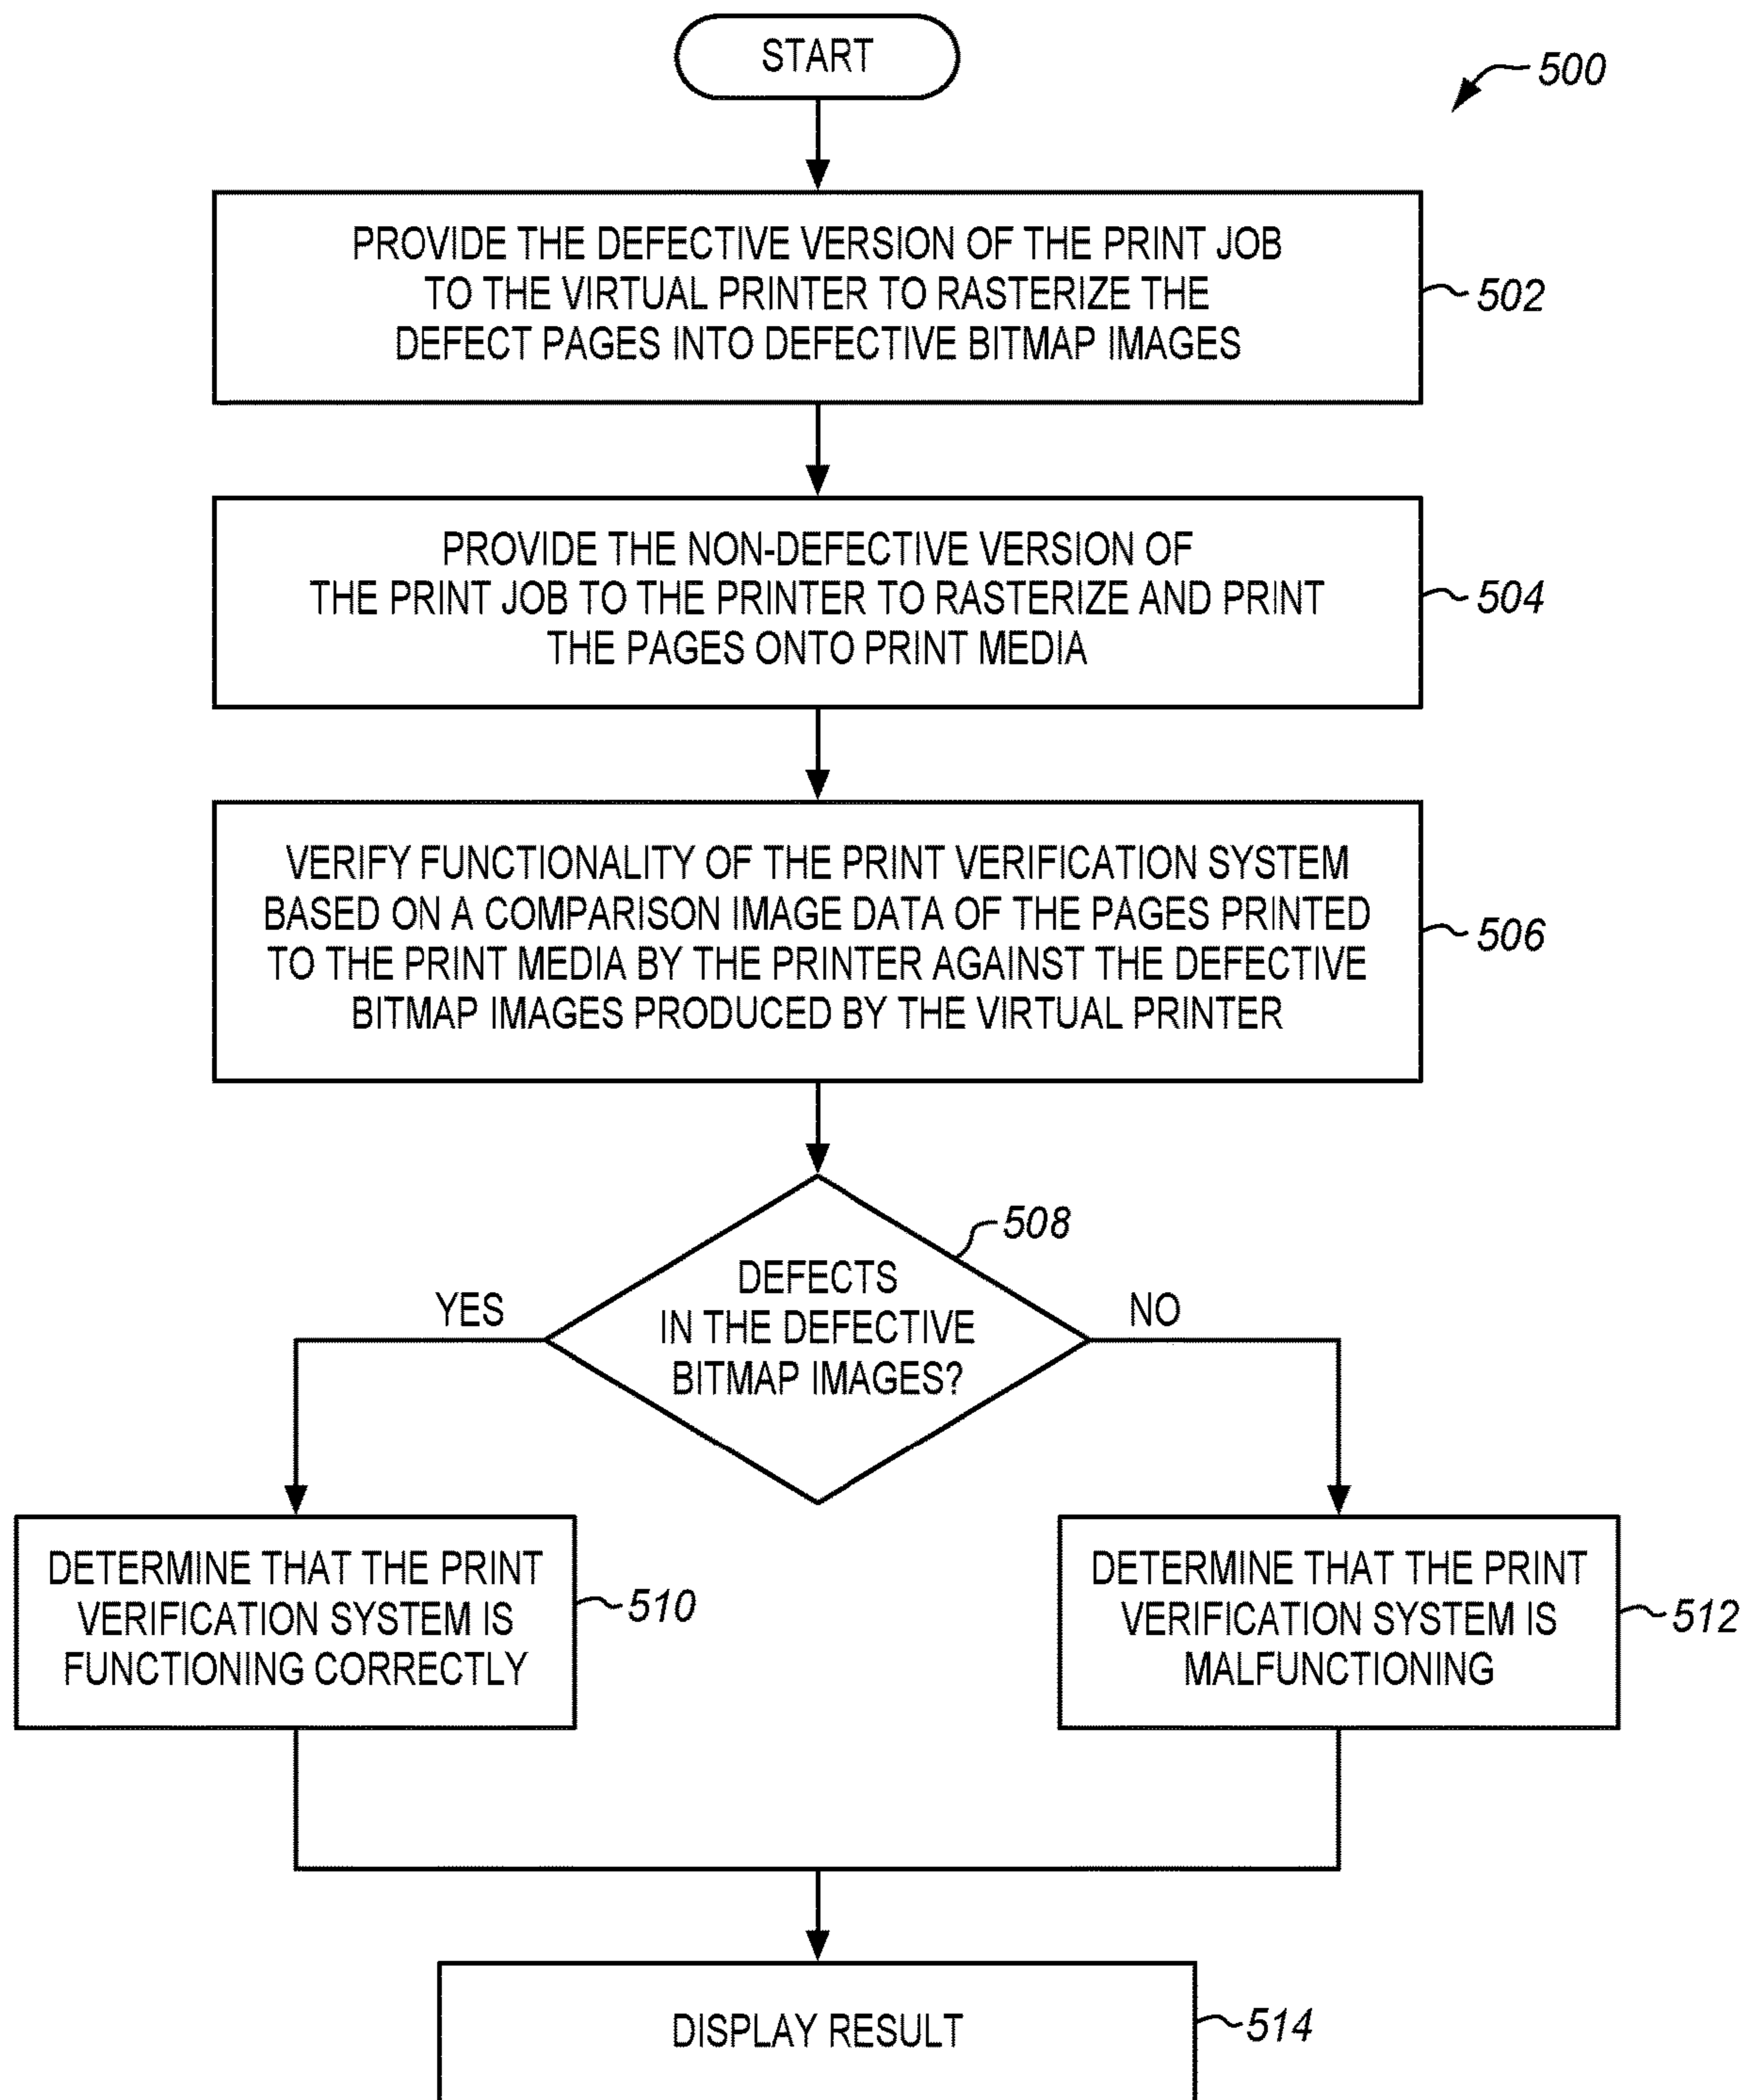 START
500
PROVIDE THE DEFECTIVE VERSION OF THE PRINT JOB
TO THE VIRTUAL PRINTER TO RASTERIZE THE
DEFECT PAGES INTO DEFECTIVE BITMAP IMAGES
502
PROVIDE THE NON-DEFECTIVE VERSION OF
THE PRINT JOB TO THE PRINTER TO RASTERIZE AND PRINT
THE PAGES ONTO PRINT MEDIA
504
VERIFY FUNCTIONALITY OF THE PRINT VERIFICATION SYSTEM
BASED ON A COMPARISON IMAGE DATA OF THE PAGES PRINTED
TO THE PRINT MEDIA BY THE PRINTER AGAINST THE DEFECTIVE
BITMAP IMAGES PRODUCED BY THE VIRTUAL PRINTER
506
508
DEFECTS
IN THE DEFECTIVE
BITMAP IMAGES?
YES
NO
DETERMINE THAT THE PRINT
VERIFICATION SYSTEM IS
FUNCTIONING CORRECTLY
510
DETERMINE THAT THE PRINT
VERIFICATION SYSTEM IS
MALFUNCTIONING
512
DISPLAY RESULT
514